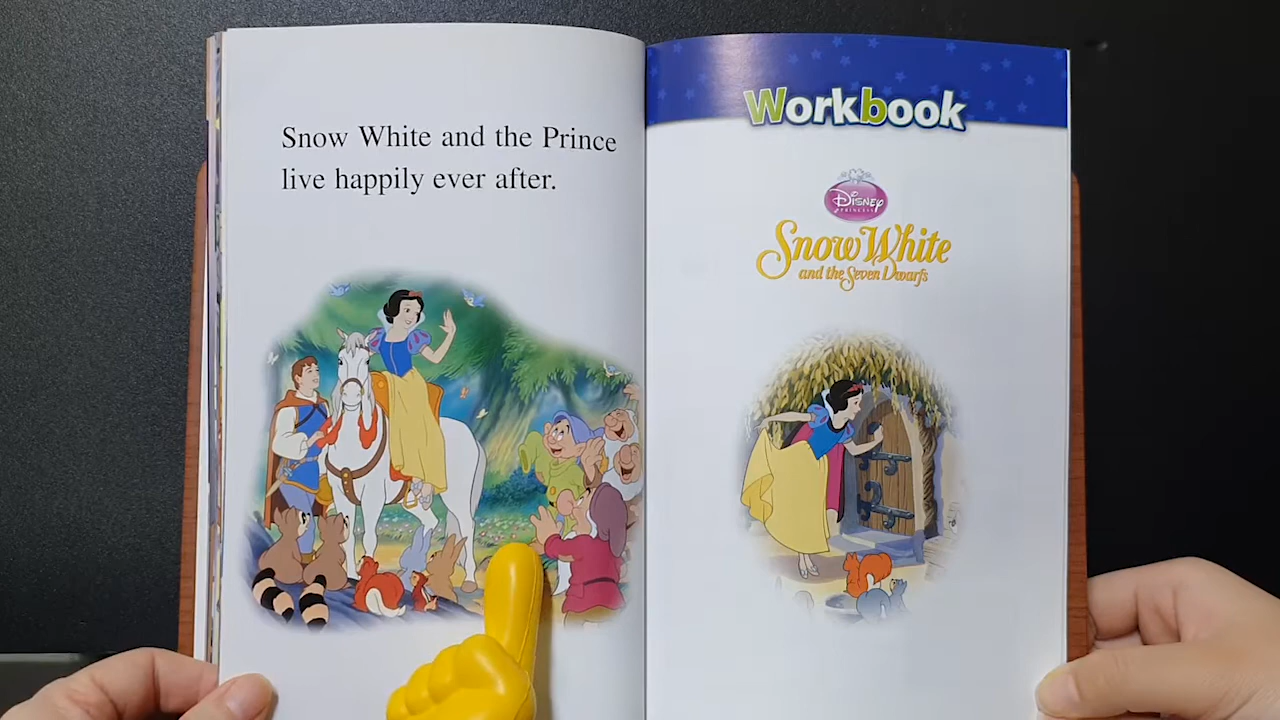 Snow White and the Prince
live happily ever after.
Workbook
Disney
PRINCESS
Snow White
and the Seven Dwarfs